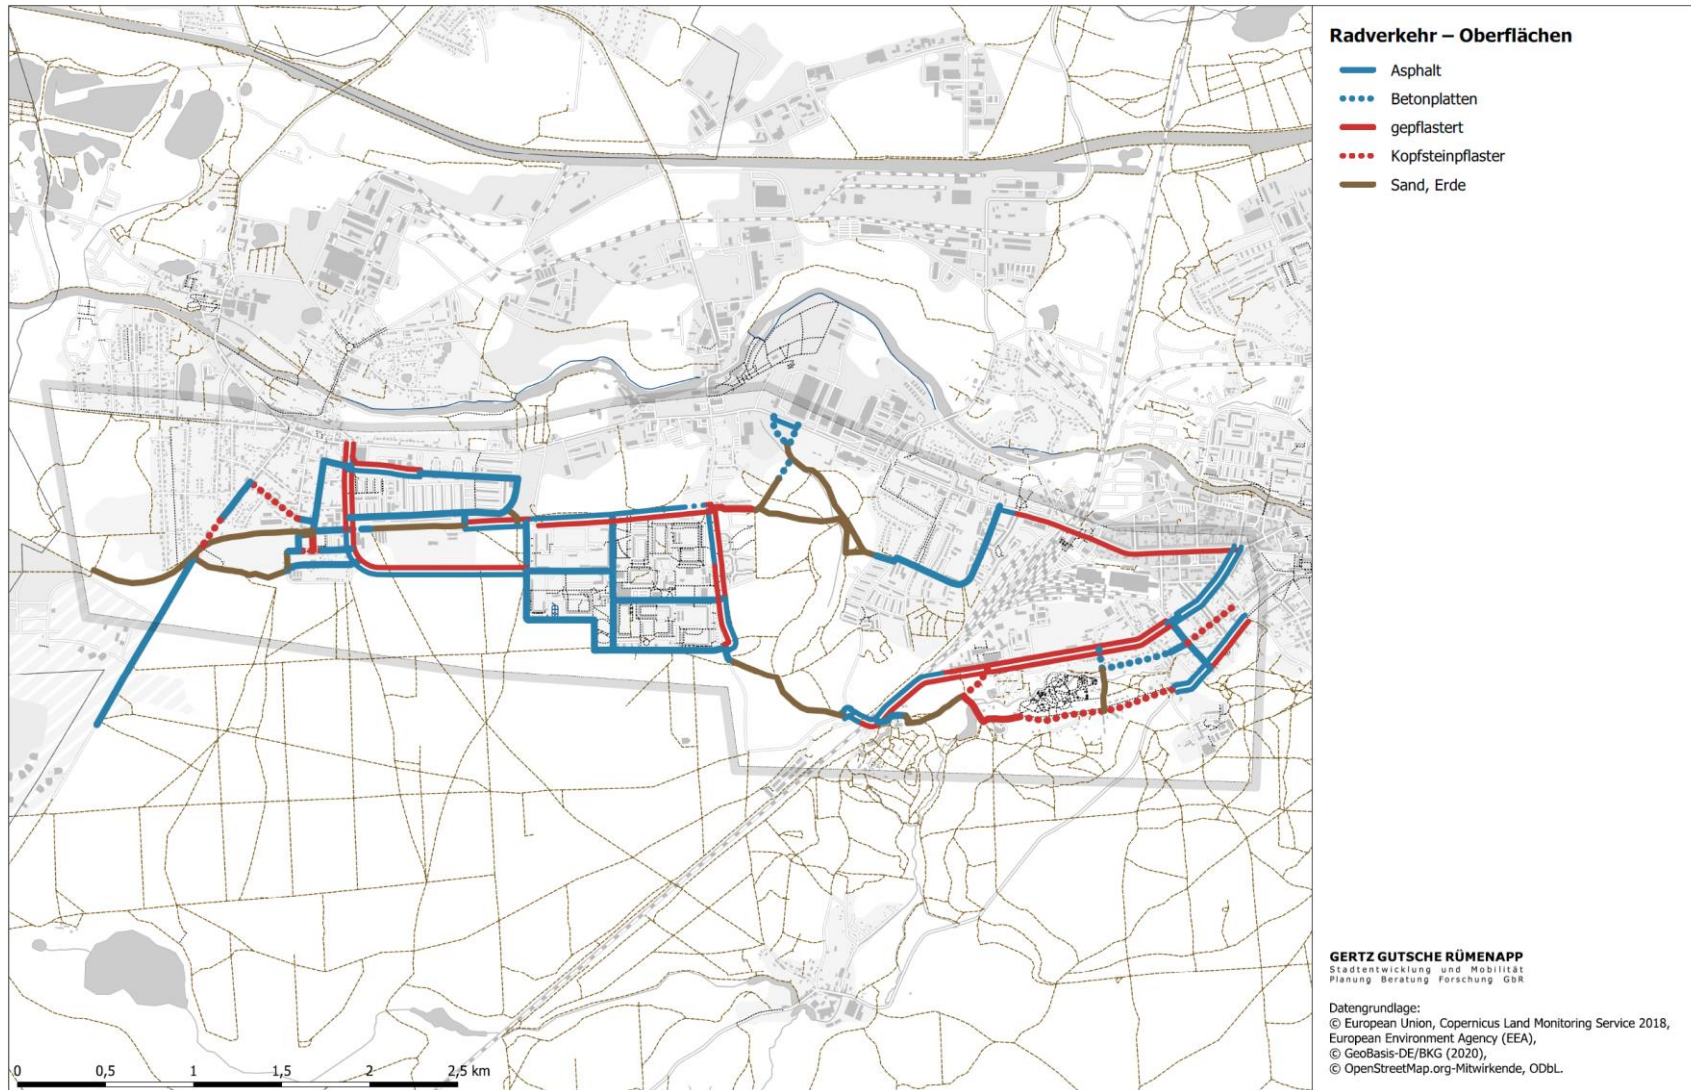 Radverkehr – Oberflächen
Asphalt
Betonplatten
gepflastert
Kopfsteinpflaster
Sand, Erde
GERTZ GUTSCHE RÜMENAPP
Stadtentwicklung und Mobilität
Planung Beratung Forschung GbR
Datengrundlage:
© European Union, Copernicus Land Monitoring Service 2018,
European Environment Agency (EEA),
© GeoBasis-DE/BKG (2020),
© OpenStreetMap.org-Mitwirkende, ODbL.
0 0,5 1 1,5 2 2,5 km